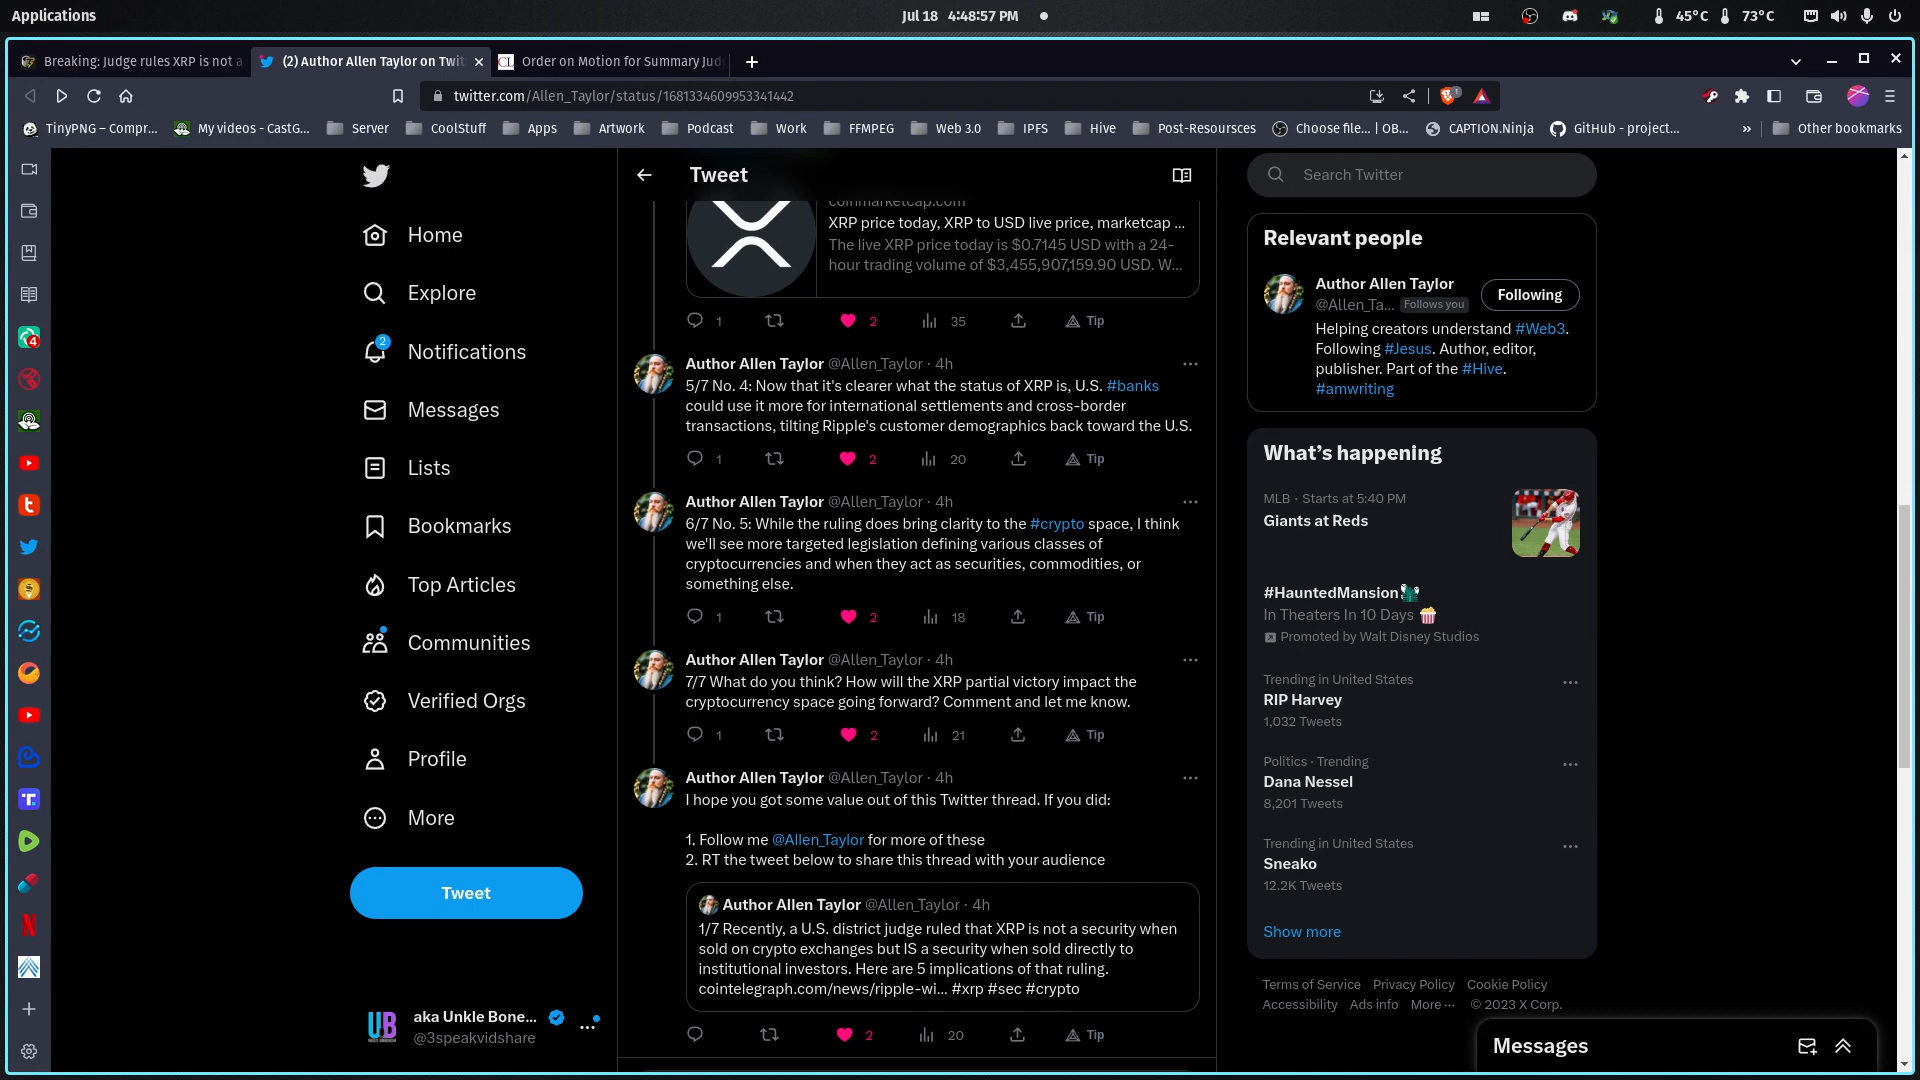 Applications
Jul 18 4:48:57 PM
45°C
73°C
Breaking: Judge rules XRP is not a
(2) Author Allen Taylor on Twit
Order on Motion for Summary Jud
twitter.com/Allen_Taylor/status/1681334609953341442
1
TinyPNG – Compr...
My videos - CastG...
Server
CoolStuff
Apps
Artwork
Podcast
Work
FFMPEG
Web 3.0
IPFS
Hive
Post-Resoursces
Choose file... | OB...
CAPTION.Ninja
GitHub - project...
»
Other bookmarks
4
Home
Explore
2
Notifications
Messages
Lists
Bookmarks
Top Articles
Communities
Verified Orgs
Profile
More
Tweet
UB
aka Unkle Bone...
@3speakvidshare
Tweet
coinmarketcap.com
XRP price today, XRP to USD live price, marketcap ...
The live XRP price today is $0.7145 USD with a 24-
hour trading volume of $3,455,907,159.90 USD. W...
1 2 35 Tip
Author Allen Taylor @Allen_Taylor · 4h
5/7 No. 4: Now that it's clearer what the status of XRP is, U.S. #banks
could use it more for international settlements and cross-border
transactions, tilting Ripple's customer demographics back toward the U.S.
1 2 20 Tip
Author Allen Taylor @Allen_Taylor · 4h
6/7 No. 5: While the ruling does bring clarity to the #crypto space, I think
we'll see more targeted legislation defining various classes of
cryptocurrencies and when they act as securities, commodities, or
something else.
1 2 18 Tip
Author Allen Taylor @Allen_Taylor · 4h
7/7 What do you think? How will the XRP partial victory impact the
cryptocurrency space going forward? Comment and let me know.
1 2 21 Tip
Author Allen Taylor @Allen_Taylor · 4h
I hope you got some value out of this Twitter thread. If you did:
1. Follow me @Allen_Taylor for more of these
2. RT the tweet below to share this thread with your audience
Author Allen Taylor @Allen_Taylor · 4h
1/7 Recently, a U.S. district judge ruled that XRP is not a security when
sold on crypto exchanges but IS a security when sold directly to
institutional investors. Here are 5 implications of that ruling.
cointelegraph.com/news/ripple-wi... #xrp #sec #crypto
2 20 Tip
Search Twitter
Relevant people
Author Allen Taylor
@Allen_Ta... Follows you
Following
Helping creators understand #Web3.
Following #Jesus. Author, editor,
publisher. Part of the #Hive.
#amwriting
What's happening
MLB · Starts at 5:40 PM
Giants at Reds
#HauntedMansion
In Theaters In 10 Days
Promoted by Walt Disney Studios
Trending in United States
RIP Harvey
1,032 Tweets
Politics · Trending
Dana Nessel
8,201 Tweets
Trending in United States
Sneako
12.2K Tweets
Show more
Terms of Service Privacy Policy Cookie Policy
Accessibility Ads info More ··· © 2023 X Corp.
Messages